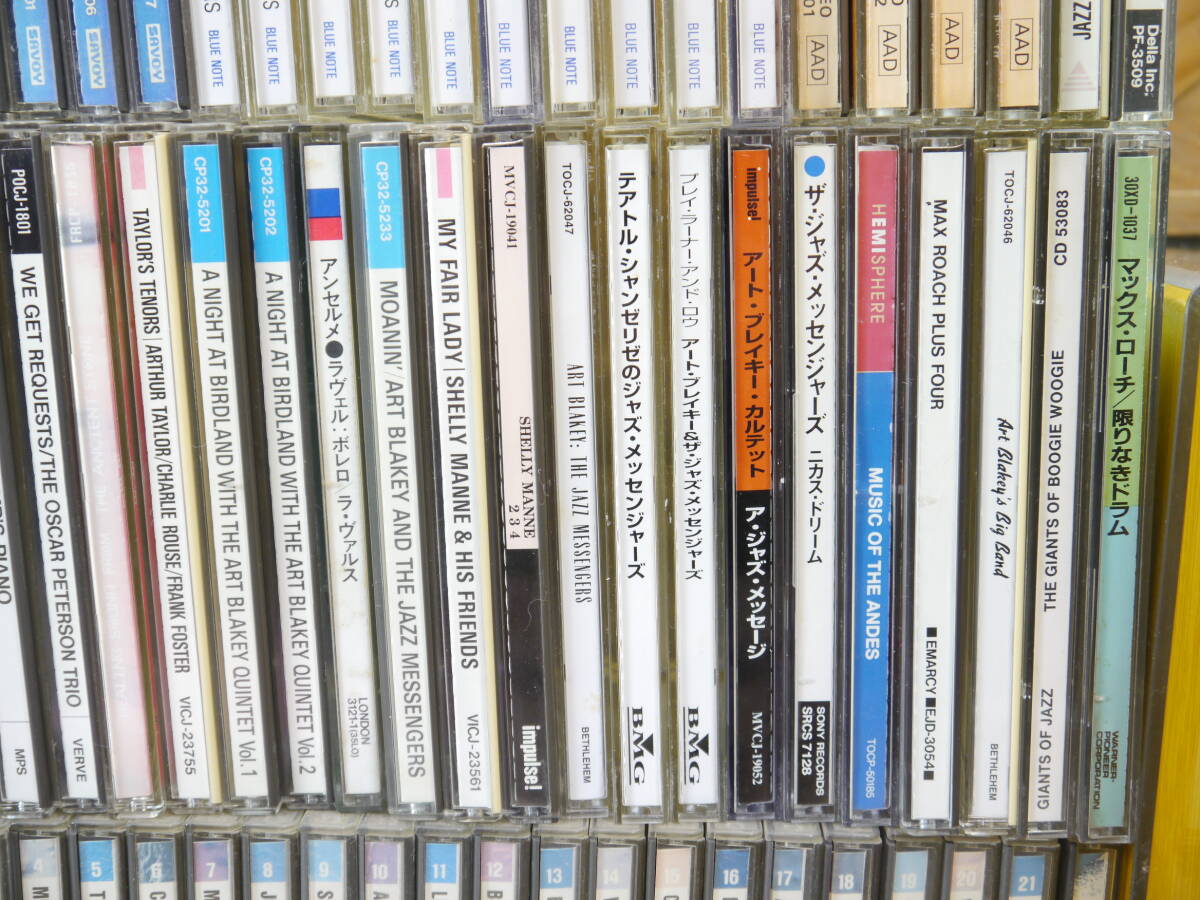 01 SAVOY
06 SAVOY
7 SAVOY
BLUE NOTE
BLUE NOTE
BLUE NOTE
BLUE NOTE
BLUE NOTE
BLUE NOTE
BLUE NOTE
BLUE NOTE
BLUE NOTE
BLUE NOTE
01 AAD
2 AAD
AAD
AAD
JAZZ
Della Inc.
PF-3509
PIANO MPS
POCJ-1801 WE GET REQUESTS/THE OSCAR PETERSON TRIO VERVE
TAYLOR'S TENORS | ARTHUR TAYLOR/CHARLIE ROUSE/FRANK FOSTER VICJ-23755
CP32-5201 A NIGHT AT BIRDLAND WITH THE ART BLAKEY QUINTET Vol.1
CP32-5202 A NIGHT AT BIRDLAND WITH THE ART BLAKEY QUINTET Vol.2
アンセルメ●ラヴェル・ボレロ/ラ・ヴァルス LONDON
CP32-5233 MOANIN'/ART BLAKEY AND THE JAZZ MESSENGERS
MY FAIR LADY | SHELLY MANNE & HIS FRIENDS VICJ-23561
MVCJ-19041 SHELLY MANNE impulse!
2 3 4
TOCJ-62047 ART BLAKEY: THE JAZZ MESSENGERS BETHLEHEM
テアトル・シャンゼリゼのジャズ・メッセンジャーズ BMG
プレイ・ラーナー・アンド・ロウ アート・ブレイキー&ザ・ジャズ・メッセンジャーズ BMG
impulse! アート・ブレイキー・カルテット ア・ジャズ・メッセージ MVCJ-19052
ザ・ジャズ・メッセンジャーズ ニカス・ドリーム SONY RECORDS
SRCS 7128
HEMISPHERE MUSIC OF THE ANDES TOCP-50185
MAX ROACH PLUS FOUR ■EMARCY ■EJD-3054■
TOCJ-62046 Art Blakey's Big Band BETHLEHEM
CD 53083 THE GIANTS OF BOOGIE WOOGIE GIANTS OF JAZZ
30XD-1037 マックス・ローチ/限りなきドラム WARNER-
PIONEER
CORPORATION
4 M
5 T
6 C
7 M
8 J
9 S
10 A
11 L
12 B
13
14
15
16
17
18
19
20
21